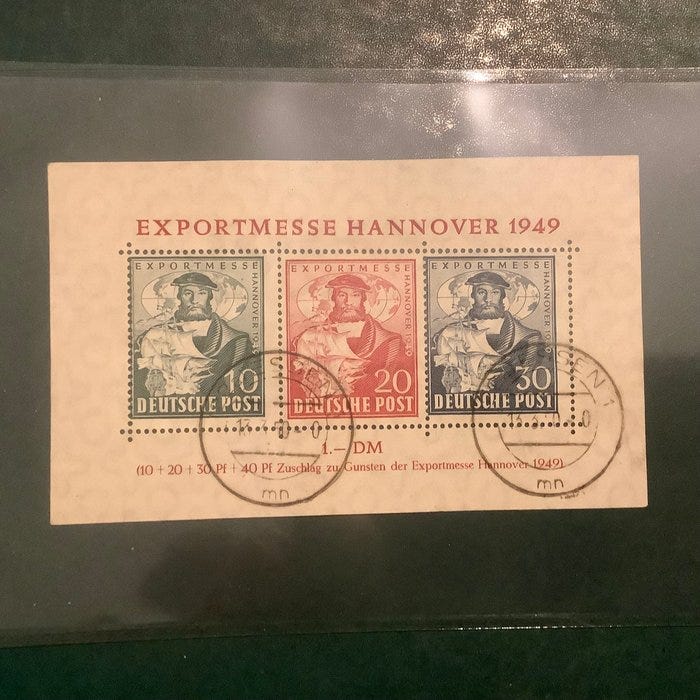 EXPORTMESSE HANNOVER 1949
EXPORTMESSE
HANNOVER 1949
10
DEUTSCHE POST
EXPORTMESSE
HANNOVER 1949
20
DEUTSCHE POST
EXPORTMESSE
HANNOVER 1949
30
DEUTSCHE POST
1.– DM
(10 + 20 + 30 Pf + 40 Pf Zuschlag zu Gunsten der Exportmesse Hannover 1949)
mn
mn